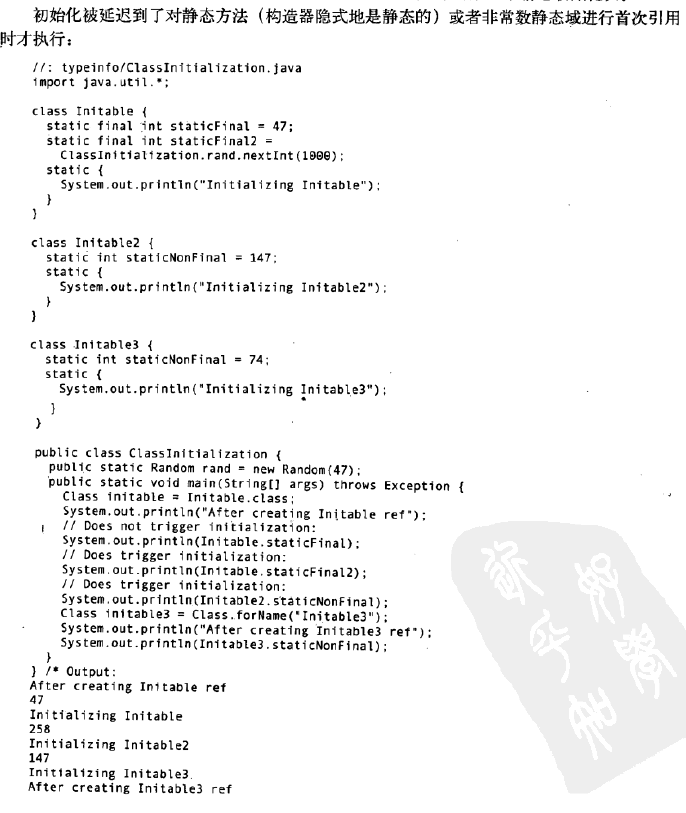 初始化被延迟到了对静态方法（构造器隐式地是静态的）或者非常数静态域进行首次引用
时才执行：
//: typeinfo/ClassInitialization.java
import java.util.*;
class Initable {
static final int staticFinal = 47;
static final int staticFinal2 =
ClassInitialization.rand.nextInt(1000);
static {
System.out.println("Initializing Initable");
}
}
class Initable2 {
static int staticNonFinal = 147;
static {
System.out.println("Initializing Initable2");
}
}
class Initable3 {
static int staticNonFinal = 74;
static {
System.out.println("Initializing Initable3");
}
}
public class ClassInitialization {
public static Random rand = new Random(47);
public static void main(String[] args) throws Exception {
Class initable = Initable.class;
System.out.println("After creating Initable ref");
// Does not trigger initialization:
System.out.println(Initable.staticFinal);
// Does trigger initialization:
System.out.println(Initable.staticFinal2);
// Does trigger initialization:
System.out.println(Initable2.staticNonFinal);
Class initable3 = Class.forName("Initable3");
System.out.println("After creating Initable3 ref");
System.out.println(Initable3.staticNonFinal);
}
} /* Output:
After creating Initable ref
47
Initializing Initable
258
Initializing Initable2
147
Initializing Initable3
After creating Initable3 ref